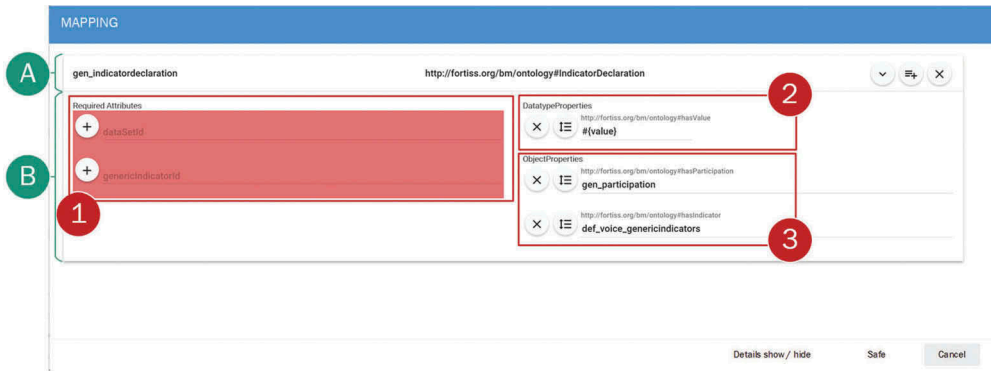 MAPPING
A
gen_indicatordeclaration http://fortiss.org/bm/ontology#IndicatorDeclaration
2
B
Required Attributes
dataSetId
genericIndicatorId
1
DatatypeProperties
http://fortiss.org/bm/ontology#hasValue
#{value}
ObjectProperties
http://fortiss.org/bm/ontology#hasParticipation
gen_participation
http://fortiss.org/bm/ontology#hasIndicator
def_voice_genericindicators
3
Details show / hide Safe Cancel